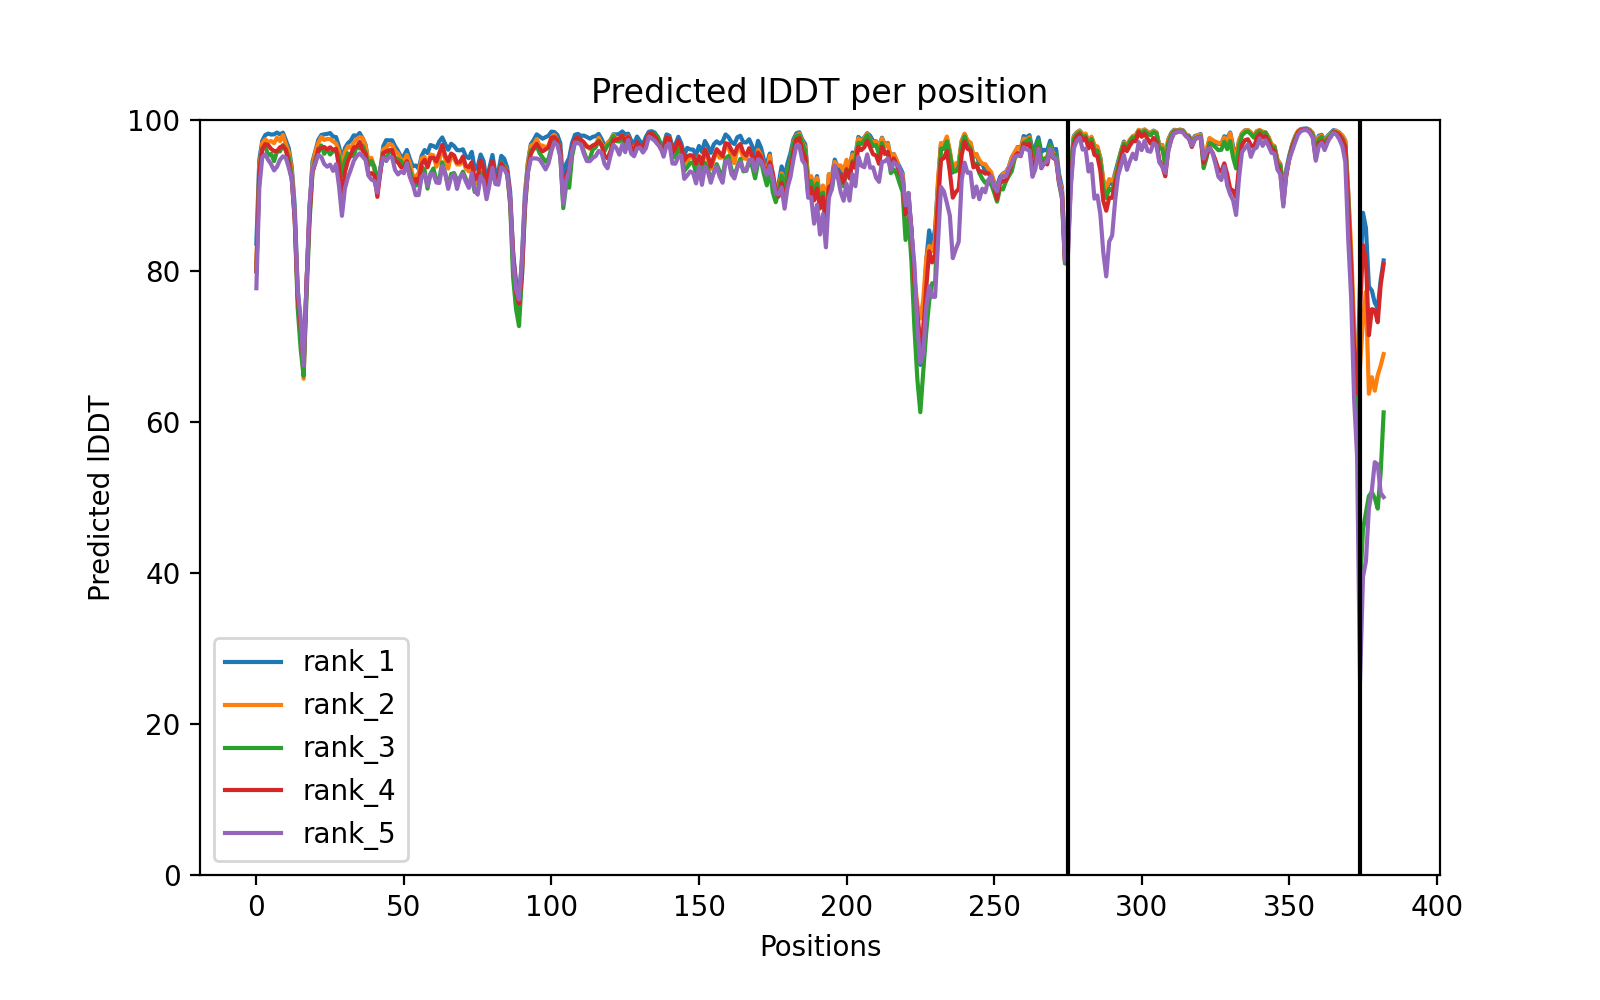 Predicted lDDT per position
100
80
60
40
20
0
Predicted lDDT
rank_1
rank_2
rank_3
rank_4
rank_5
0 50 100 150 200 250 300 350 400
Positions